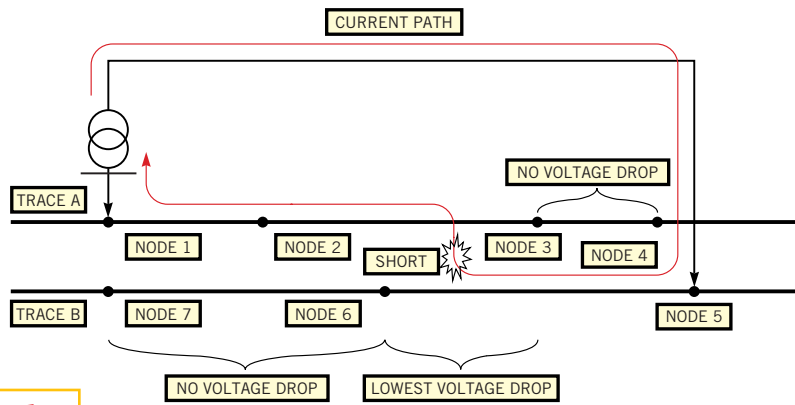 CURRENT PATH
NO VOLTAGE DROP
TRACE A
NODE 1
NODE 2
SHORT
NODE 3
NODE 4
TRACE B
NODE 7
NODE 6
NODE 5
NO VOLTAGE DROP
LOWEST VOLTAGE DROP